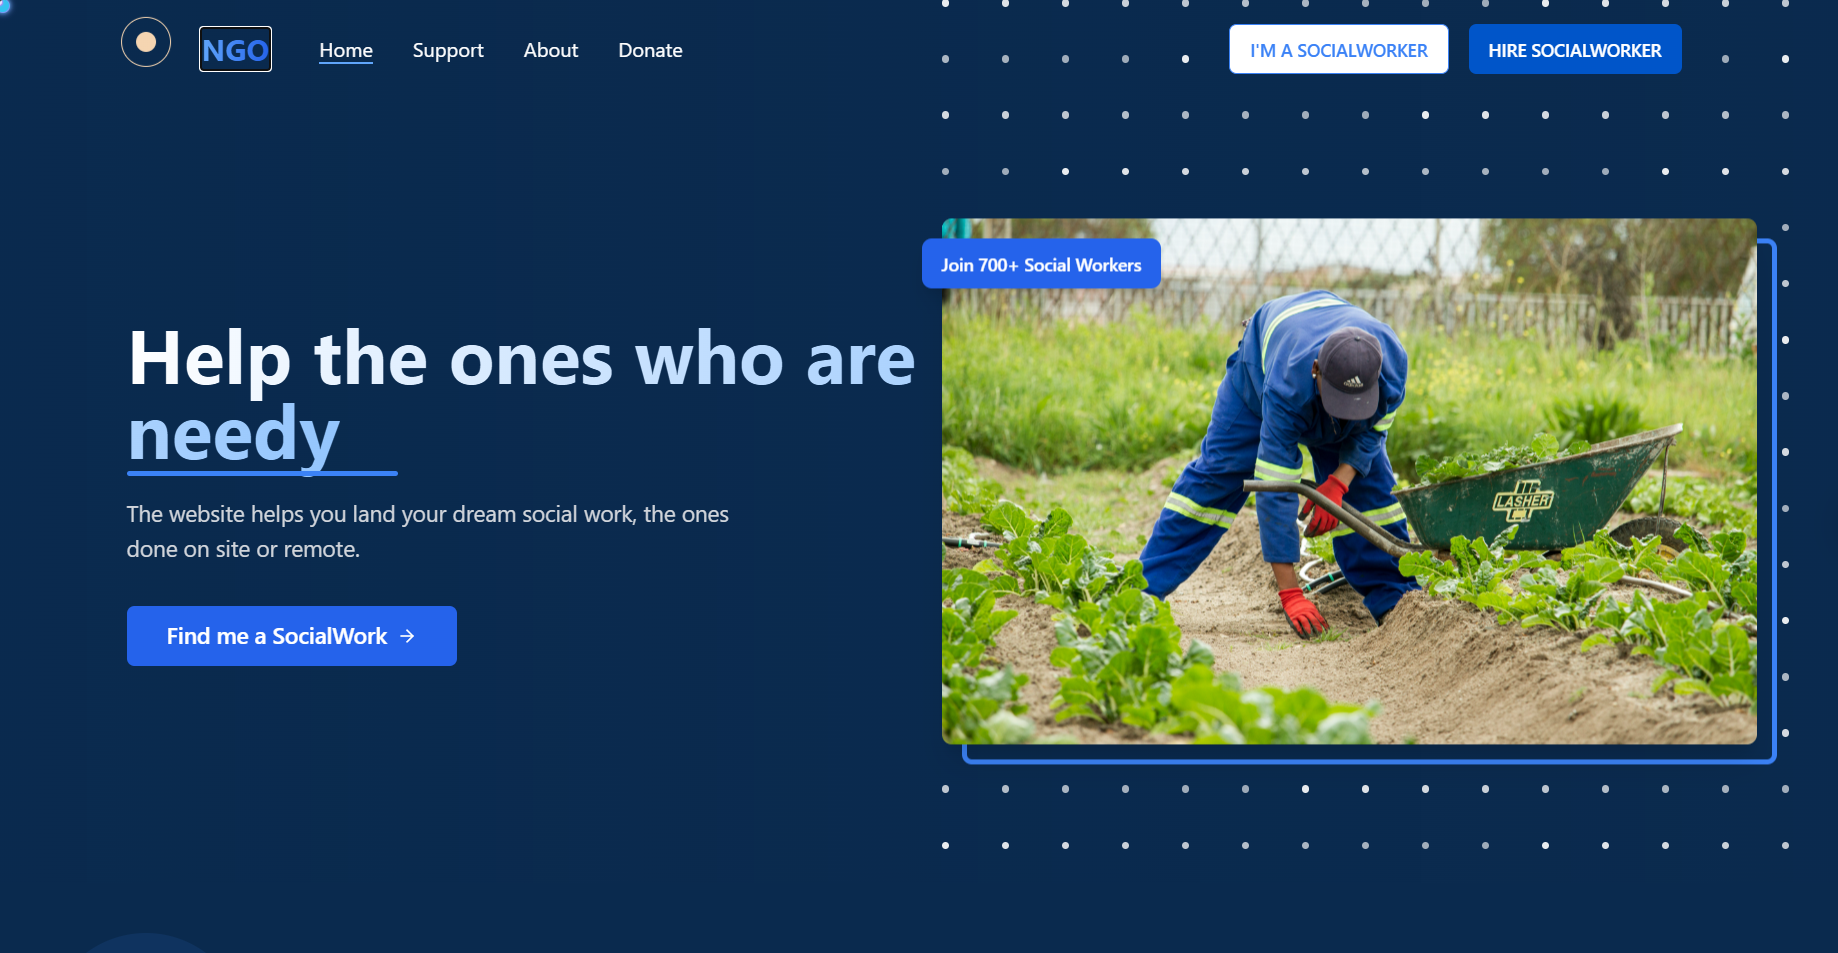 NGO
Home
Support
About
Donate
I'M A SOCIALWORKER
HIRE SOCIALWORKER
Join 700+ Social Workers
Help the ones who are
needy
The website helps you land your dream social work, the ones
done on site or remote.
Find me a SocialWork →
LASHER